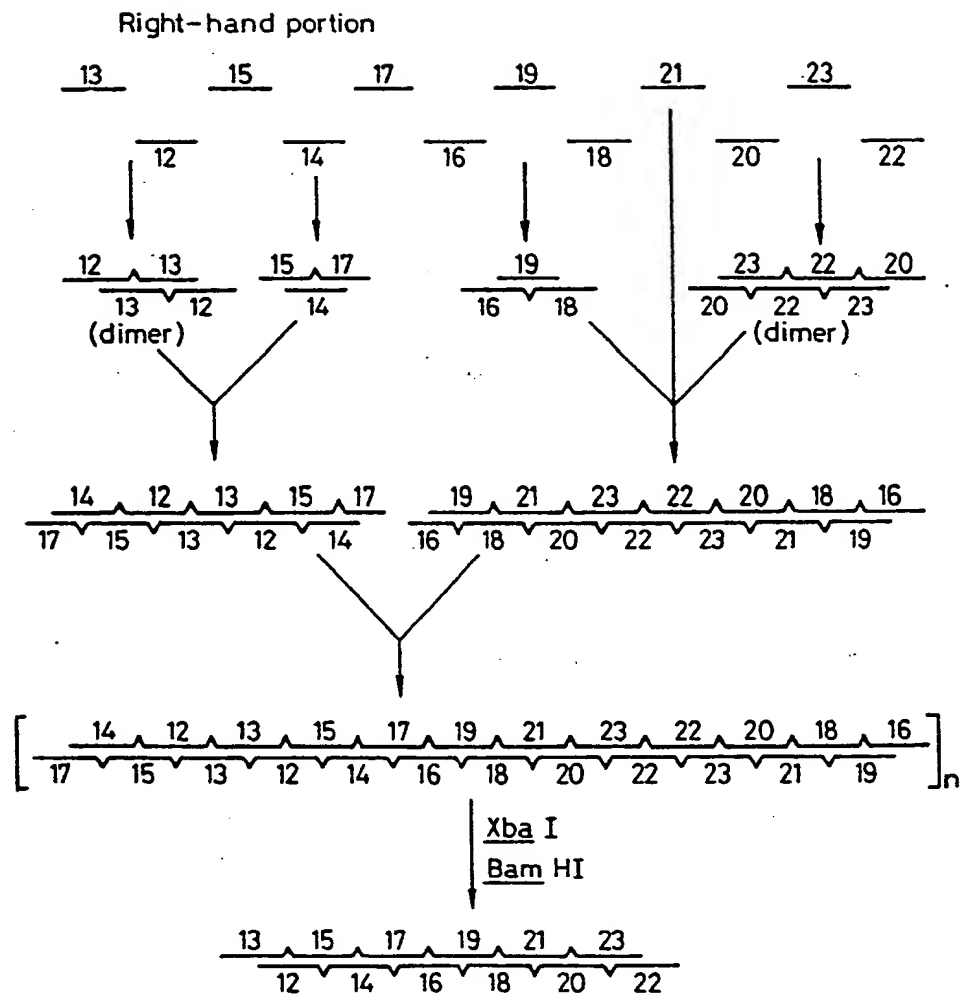 Right-hand portion
13 15 17 19 21 23
12 14 16 18 20 22
12 13 15 17 19 23 22 20
13 12 14 16 18 20 22 23
(dimer) (dimer)
14 12 13 15 17 19 21 23 22 20 18 16
17 15 13 12 14 16 18 20 22 23 21 19
[ 14 12 13 15 17 19 21 23 22 20 18 16
17 15 13 12 14 16 18 20 22 23 21 19 ]n
Xba I
Bam HI
13 15 17 19 21 23
12 14 16 18 20 22